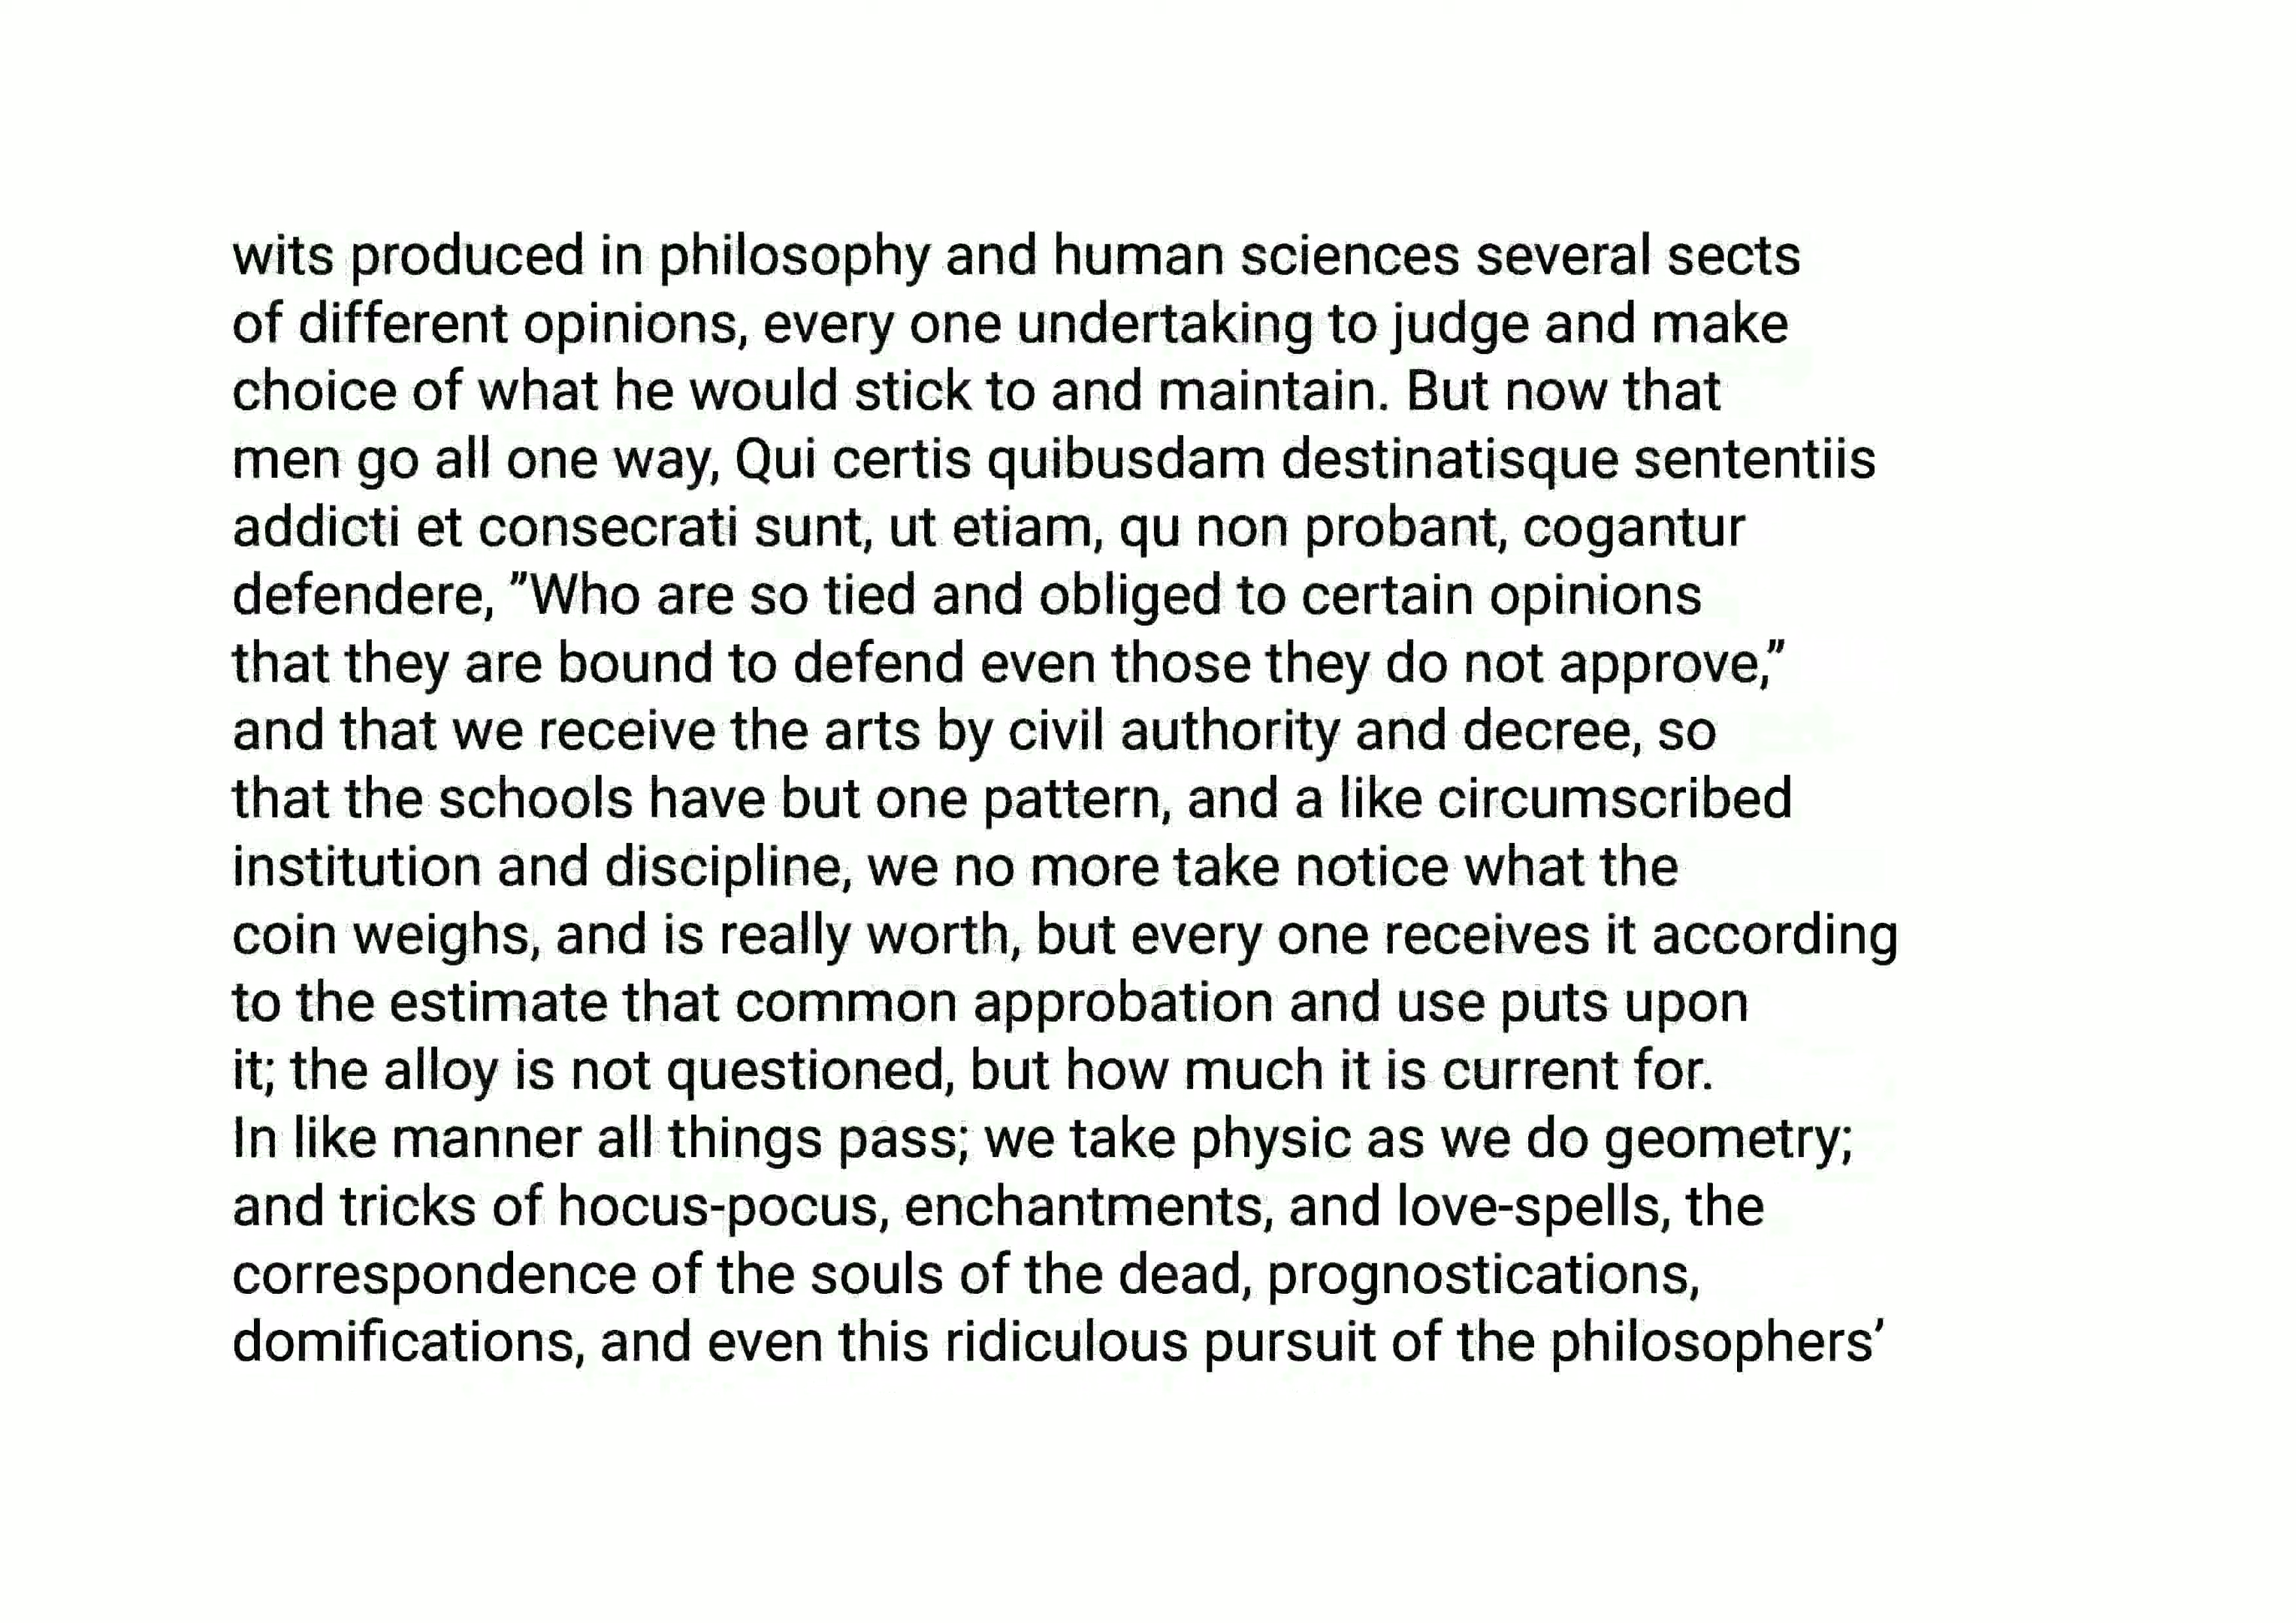 wits produced in philosophy and human sciences several sects
of different opinions, every one undertaking to judge and make
choice of what he would stick to and maintain. But now that
men go all one way, Qui certis quibusdam destinatisque sententiis
addicti et consecrati sunt, ut etiam, qu non probant, cogantur
defendere, ”Who are so tied and obliged to certain opinions
that they are bound to defend even those they do not approve,”
and that we receive the arts by civil authority and decree, so
that the schools have but one pattern, and a like circumscribed
institution and discipline, we no more take notice what the
coin weighs, and is really worth, but every one receives it according
to the estimate that common approbation and use puts upon
it; the alloy is not questioned, but how much it is current for.
In like manner all things pass; we take physic as we do geometry;
and tricks of hocus-pocus, enchantments, and love-spells, the
correspondence of the souls of the dead, prognostications,
domifications, and even this ridiculous pursuit of the philosophers’